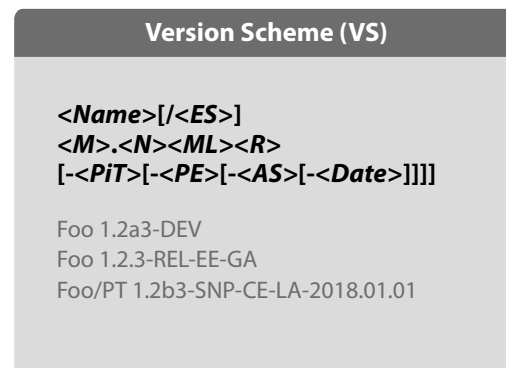 Version Scheme (VS)
<Name>[/<ES>]
<M>.<N><ML><R>
[-<PiT>[-<PE>[-<AS>[-<Date>]]]]
Foo 1.2a3-DEV
Foo 1.2.3-REL-EE-GA
Foo/PT 1.2b3-SNP-CE-LA-2018.01.01